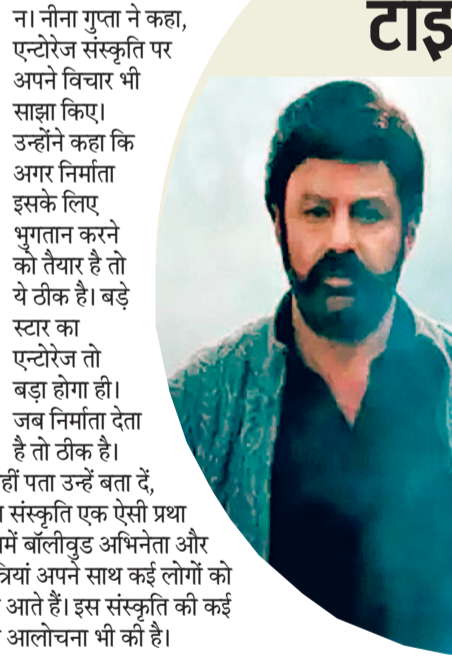 न। नीना गुप्ता ने कहा,
एन्टोरेज संस्कृति पर
अपने विचार भी
साझा किए।
उन्होंने कहा कि
अगर निर्माता
इसके लिए
भुगतान करने
को तैयार है तो
ये ठीक है। बड़े
स्टार का
एन्टोरेज तो
बड़ा होगा ही।
जब निर्माता देता
है तो ठीक है।
हीं पता उन्हें बता दें,
संस्कृति एक ऐसी प्रथा
में बॉलीवुड अभिनेता और
त्रियां अपने साथ कई लोगों को
आते हैं। इस संस्कृति की कई
आलोचना भी की है।
टाइ